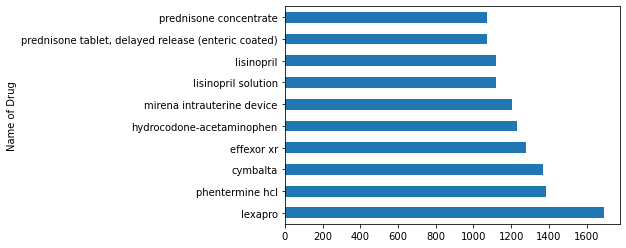 Name of Drug
prednisone concentrate
prednisone tablet, delayed release (enteric coated)
lisinopril
lisinopril solution
mirena intrauterine device
hydrocodone-acetaminophen
effexor xr
cymbalta
phentermine hcl
lexapro
0 200 400 600 800 1000 1200 1400 1600